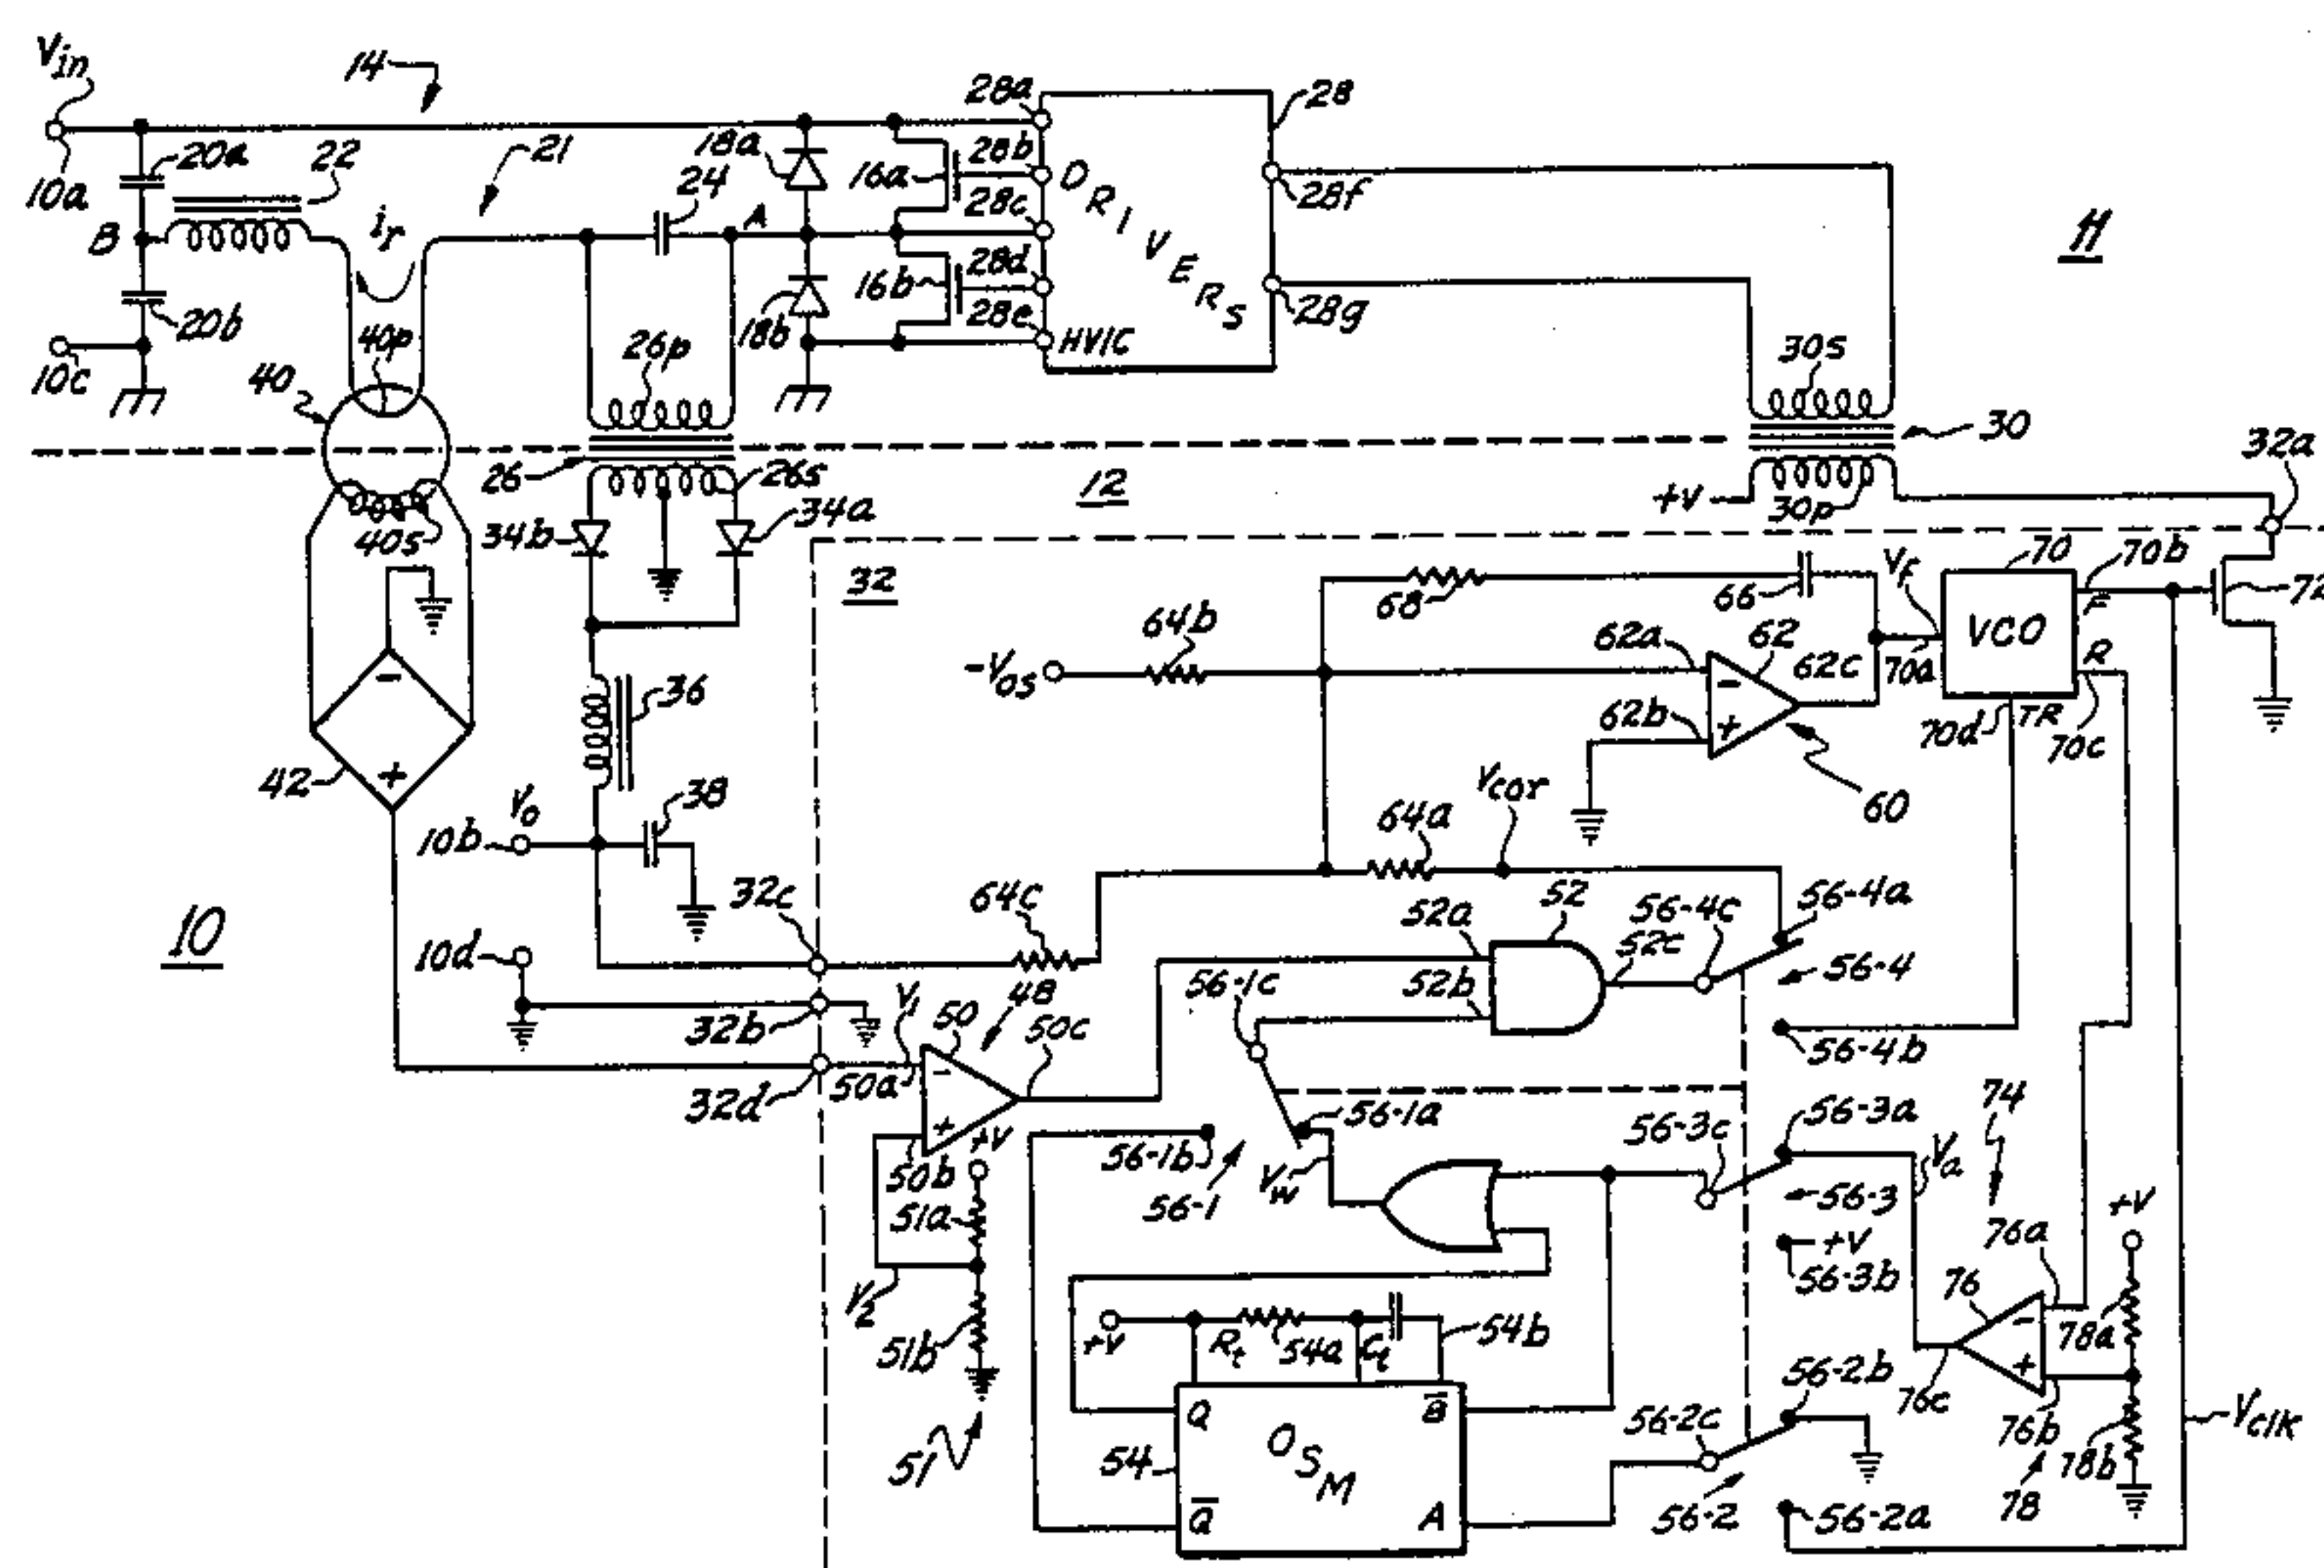 Vin
14
28a
28
20a
22
21
18a
24
16a
28b
28c
DRIVERS
28f
11
10a
B
ir
A
20b
10c
40p
18b
16b
28d
28e
HVIC
28g
26p
30s
40
30
26
26s
12
+V
30p
32a
40s
34b
34a
32
68
66
Vf
70
70b
F
72
64b
62a
62
62c
70a
VCO
R
-Vos
62b
-
+
70d
TR
70c
60
-
42
+
36
Vo
10b
38
Vcor
64a
32c
64c
52a
52
56-4c
52c
56-4a
10
10d
56-1c
52b
56-4
32b
V1
50
48
50c
56-4b
32d
50a
-
+
+V
50b
56-1b
56-1a
56-3c
56-3a
74
Va
56-1
Vw
56-3
+V
56-3b
76a
+V
51a
V2
51b
76
-
+
78a
+V
Rt
54a
Ct
54b
76c
76b
78b
56-2b
78
-Vclk
51
54
Q
B̅
OSM
Q̅
A
56-2c
56-2
56-2a